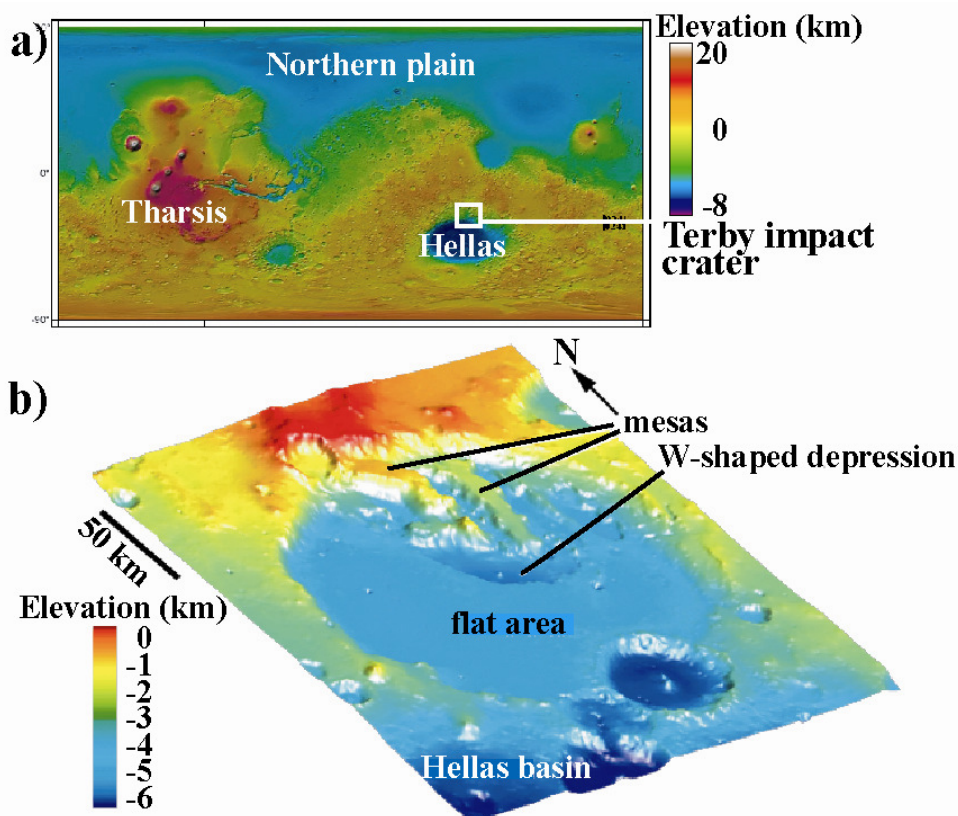 a)
Northern plain
Elevation (km)
20
0
-8
0°
Tharsis
Hellas
Terby impact
crater
-90°
b)
N
mesas
W-shaped depression
50 km
Elevation (km)
0
-1
-2
-3
-4
-5
-6
flat area
Hellas basin